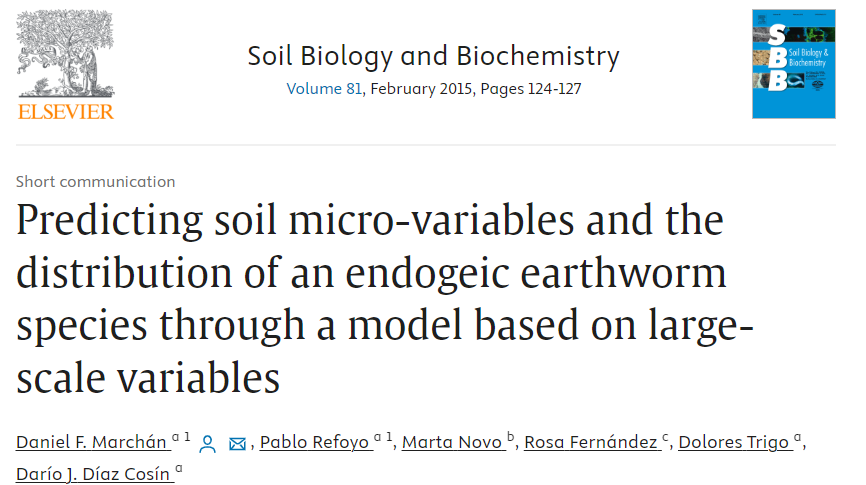 ELSEVIER
Soil Biology and Biochemistry
Volume 81, February 2015, Pages 124-127
SBB
Soil Biology &
Biochemistry
Short communication
Predicting soil micro-variables and the
distribution of an endogeic earthworm
species through a model based on large-
scale variables
Daniel F. Marchán a 1 , Pablo Refoyo a 1, Marta Novo b, Rosa Fernández c, Dolores Trigo a,
Darío J. Díaz Cosín a